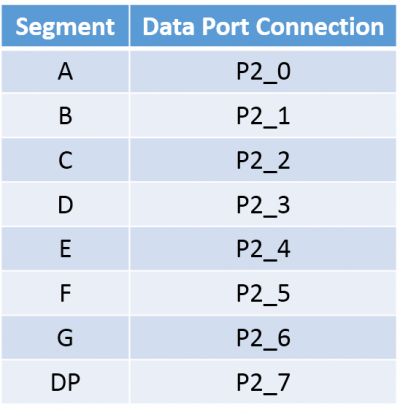 Segment Data Port Connection
A P2_0
B P2_1
C P2_2
D P2_3
E P2_4
F P2_5
G P2_6
DP P2_7